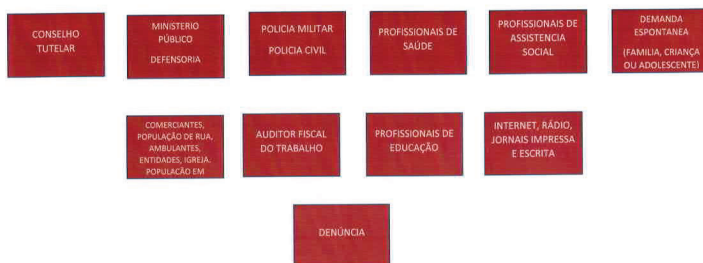 CONSELHO
TUTELAR
MINISTERIO
PÚBLICO
DEFENSORIA
POLICIA MILITAR
POLICIA CIVIL
PROFISSIONAIS DE
SAÚDE
PROFISSIONAIS DE
ASSISTENCIA
SOCIAL
DEMANDA
ESPONTANEA
(FAMILIA, CRIANÇA
OU ADOLESCENTE)
COMERCIANTES,
POPULAÇÃO DE RUA,
AMBULANTES,
ENTIDADES, IGREJA.
POPULAÇÃO EM
AUDITOR FISCAL
DO TRABALHO
PROFISSIONAIS DE
EDUCAÇÃO
INTERNET, RÁDIO,
JORNAIS IMPRESSA
E ESCRITA
DENÚNCIA